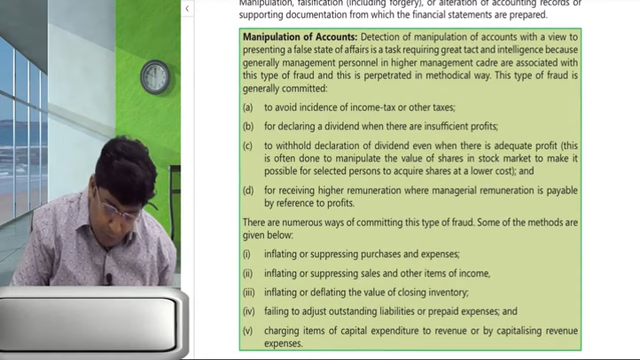 Manipulation, falsification (including forgery), or alteration of accounting records or
supporting documentation from which the financial statements are prepared.
Manipulation of Accounts: Detection of manipulation of accounts with a view to
presenting a false state of affairs is a task requiring great tact and intelligence because
generally management personnel in higher management cadre are associated with
this type of fraud and this is perpetrated in methodical way. This type of fraud is
generally committed:
(a) to avoid incidence of income-tax or other taxes;
(b) for declaring a dividend when there are insufficient profits;
(c) to withhold declaration of dividend even when there is adequate profit (this
is often done to manipulate the value of shares in stock market to make it
possible for selected persons to acquire shares at a lower cost); and
(d) for receiving higher remuneration where managerial remuneration is payable
by reference to profits.
There are numerous ways of committing this type of fraud. Some of the methods are
given below:
(i) inflating or suppressing purchases and expenses;
(ii) inflating or suppressing sales and other items of income,
(iii) inflating or deflating the value of closing inventory;
(iv) failing to adjust outstanding liabilities or prepaid expenses; and
(v) charging items of capital expenditure to revenue or by capitalising revenue
expenses.